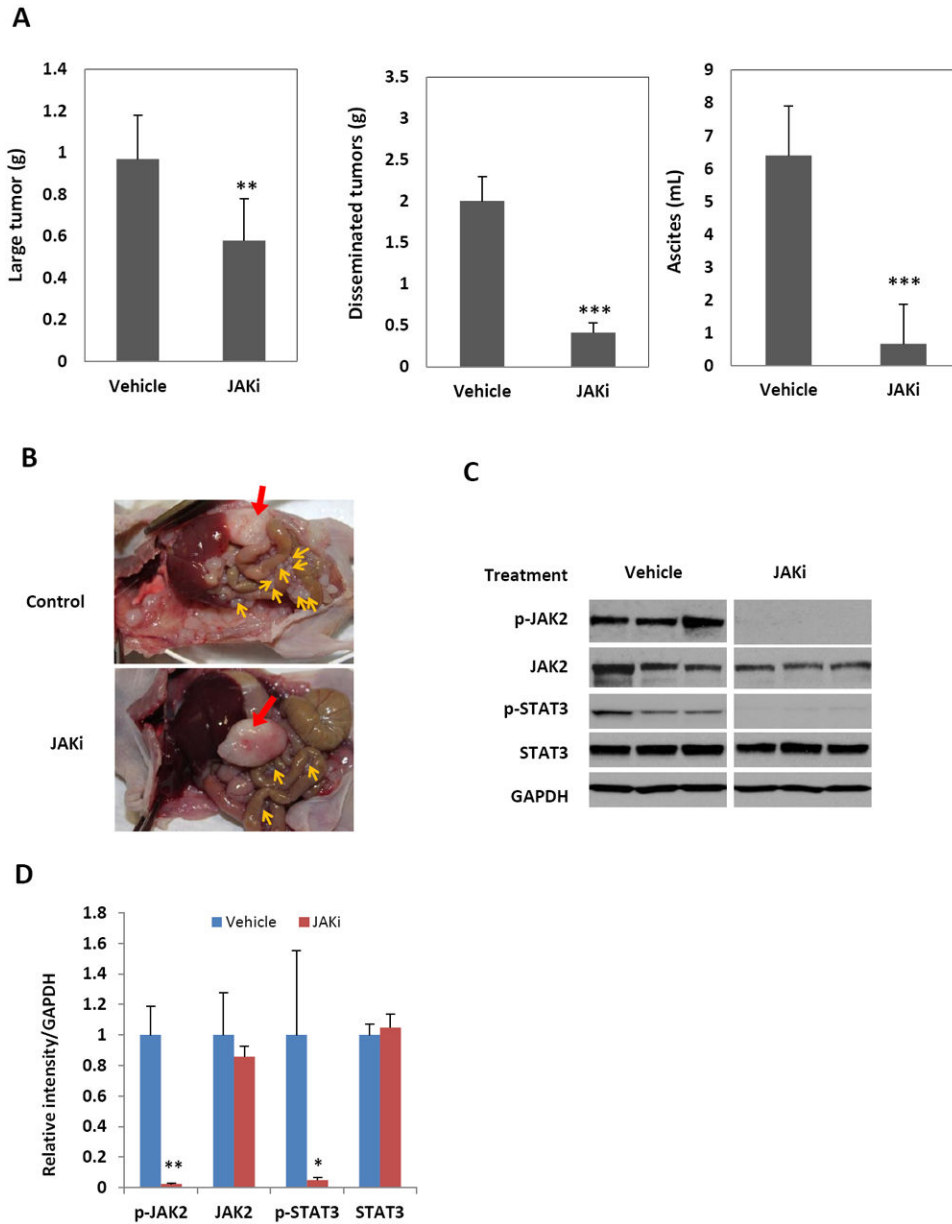 A
Large tumor (g)
1.4
1.2
1
0.8
0.6
0.4
0.2
0
**
Vehicle JAKi
Disseminated tumors (g)
3.5
3
2.5
2
1.5
1
0.5
0
***
Vehicle JAKi
Ascites (mL)
9
8
7
6
5
4
3
2
1
0
***
Vehicle JAKi
B
Control
JAKi
C
Treatment Vehicle JAKi
p-JAK2
JAK2
p-STAT3
STAT3
GAPDH
D
Relative intensity/GAPDH
1.8
1.6
1.4
1.2
1
0.8
0.6
0.4
0.2
0
Vehicle JAKi
** *
p-JAK2 JAK2 p-STAT3 STAT3